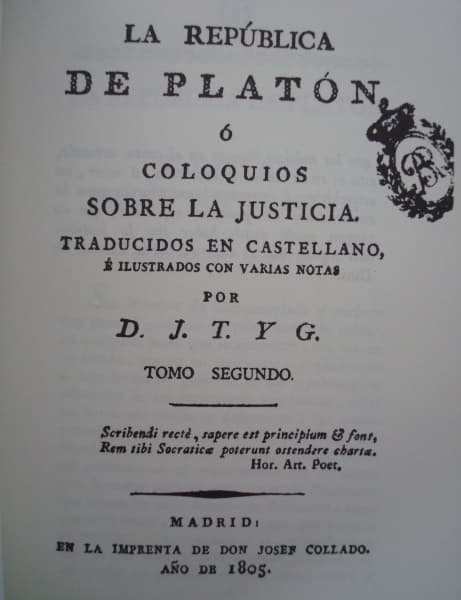 LA REPÚBLICA
DE PLATÓN,
Ó
COLOQUIOS
SOBRE LA JUSTICIA.
TRADUCIDOS EN CASTELLANO,
É ILUSTRADOS CON VARIAS NOTAS
POR
D. J. T. Y G.
TOMO SEGUNDO.
Scribendi rectè, sapere est principium & font,
Rem tibi Socraticæ poterunt ostendere chartæ.
Hor. Art. Poet.
MADRID:
EN LA IMPRENTA DE DON JOSEF COLLADO.
AÑO DE 1805.